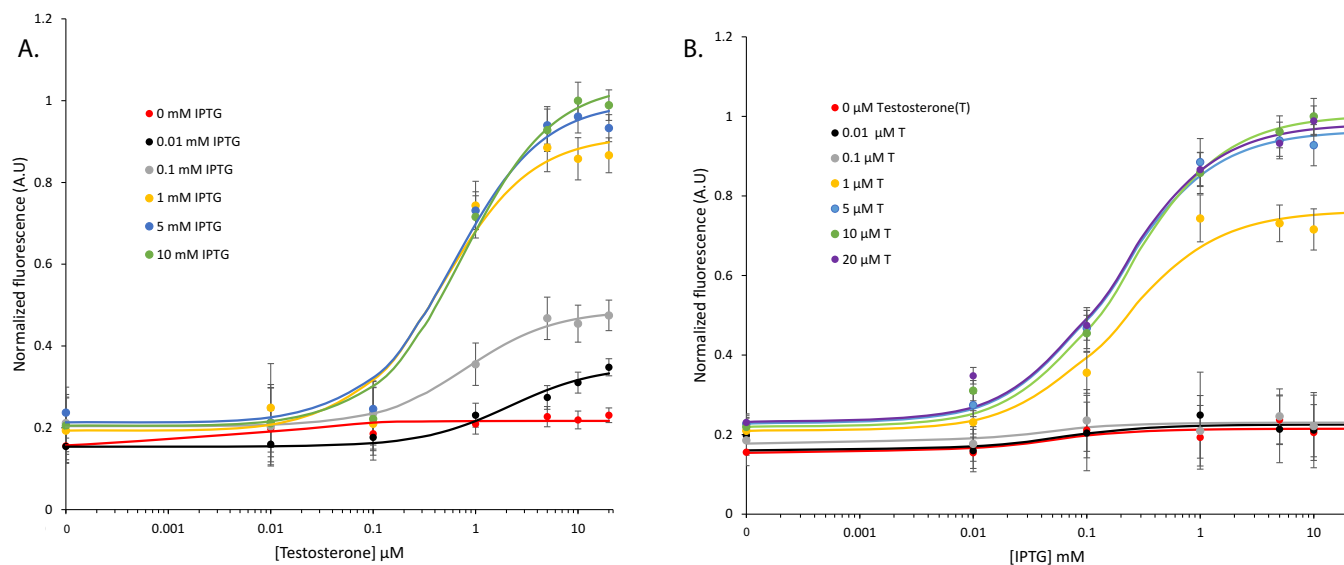 A.
Normalized fluorescence (A.U)
1.2
1
0.8
0.6
0.4
0.2
0
0 mM IPTG
0.01 mM IPTG
0.1 mM IPTG
1 mM IPTG
5 mM IPTG
10 mM IPTG
0 0.001 0.01 0.1 1 10
[Testosterone] µM
B.
Normalized fluorescence (A.U)
1.2
1
0.8
0.6
0.4
0.2
0
0 µM Testosterone(T)
0.01 µM T
0.1 µM T
1 µM T
5 µM T
10 µM T
20 µM T
0 0.001 0.01 0.1 1 10
[IPTG] mM